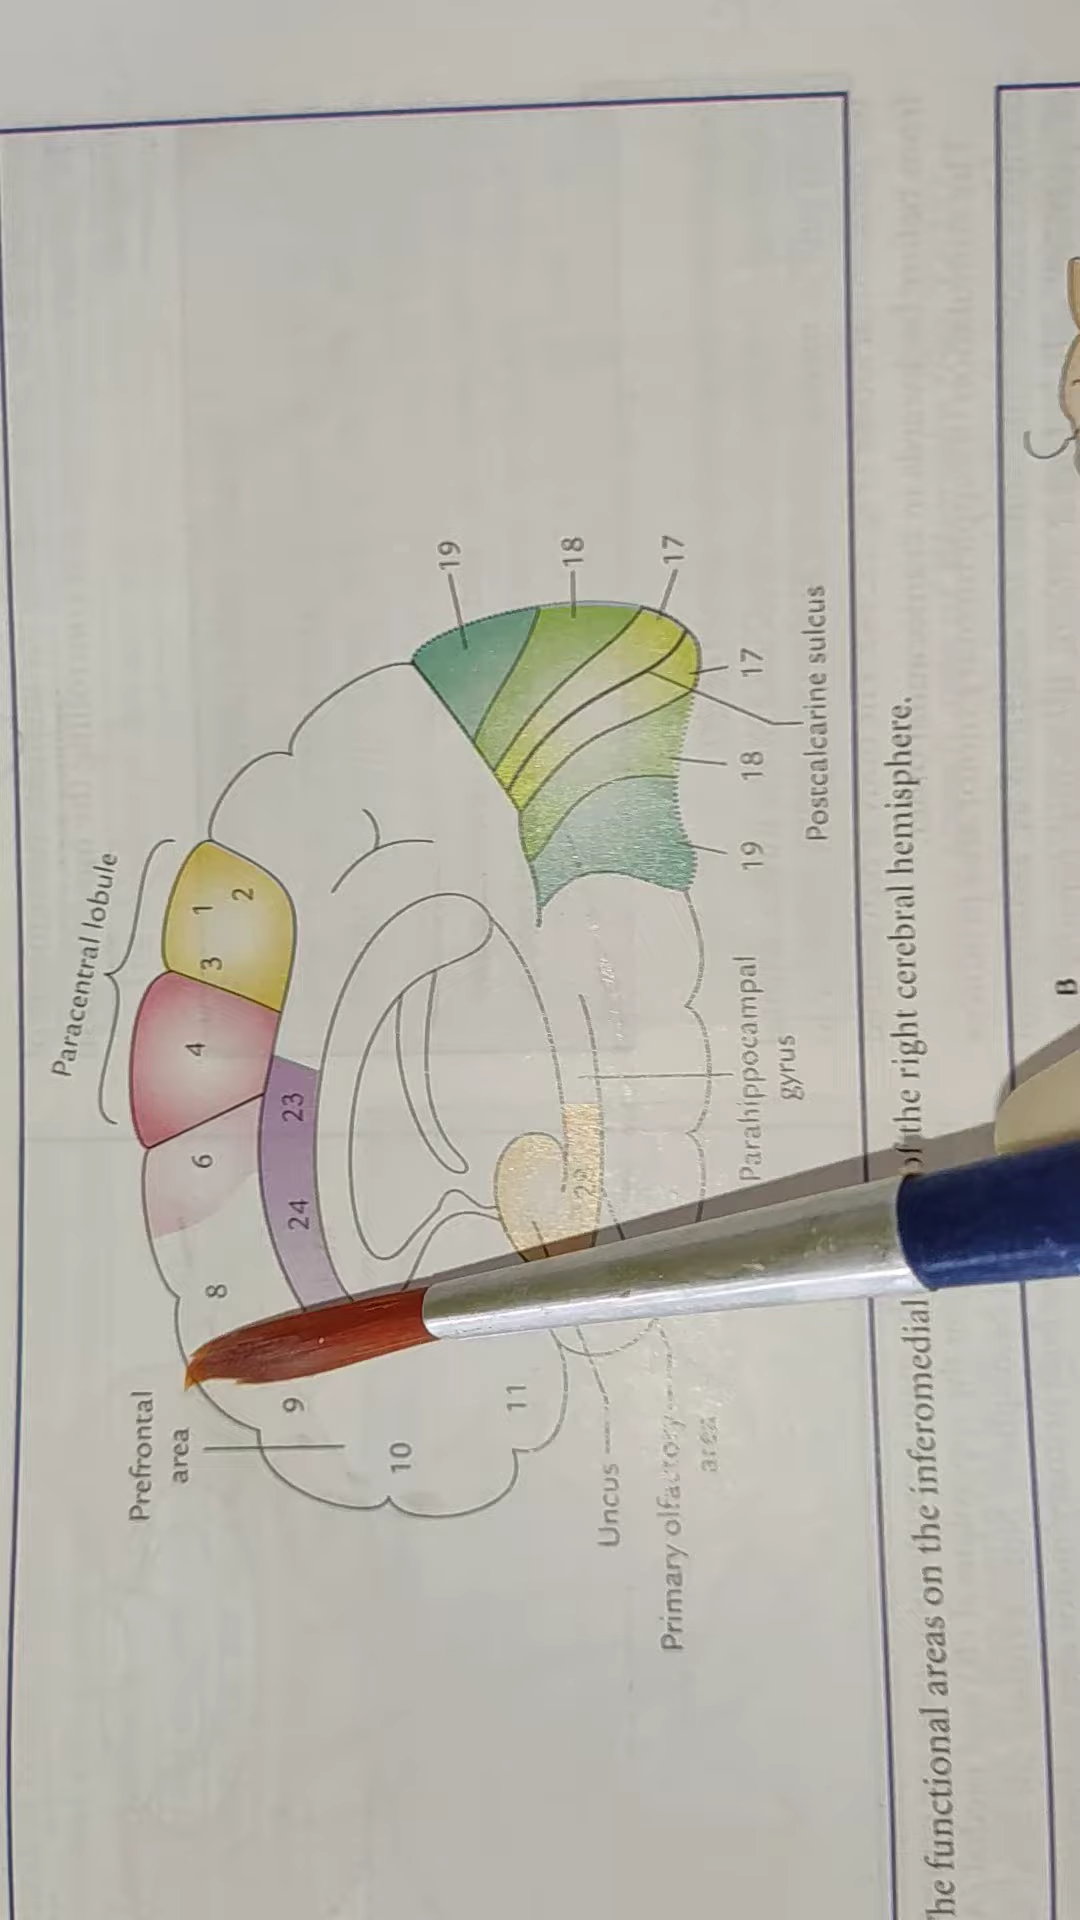 Paracentral lobule
1
2
3
4
6
8
9
10
11
23
24
Prefrontal
area
19
18
17
17
18
19
Postcalcarine sulcus
Parahippocampal
gyrus
Uncus
Primary olfactory
area
The functional areas on the inferomedial of the right cerebral hemisphere.
B